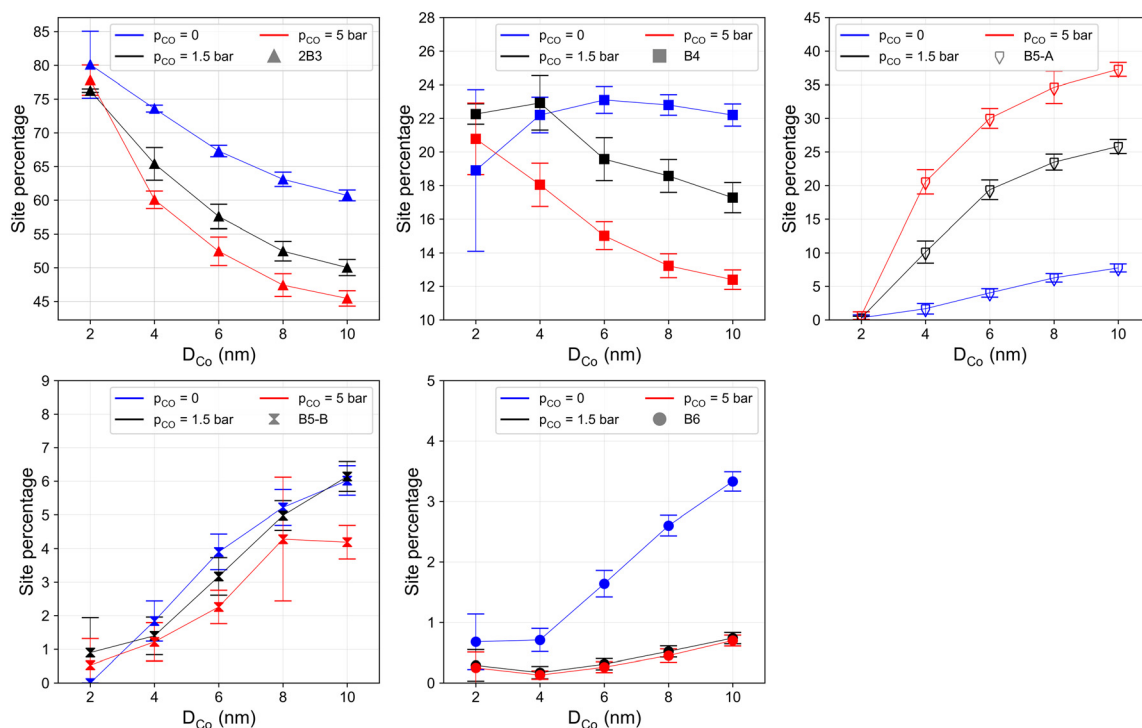 p_CO = 0 p_CO = 5 bar
p_CO = 1.5 bar 2B3
85
80
75
70
65
60
55
50
45
Site percentage
2 4 6 8 10
D_Co (nm)
p_CO = 0 p_CO = 5 bar
p_CO = 1.5 bar B4
28
26
24
22
20
18
16
14
12
10
Site percentage
2 4 6 8 10
D_Co (nm)
p_CO = 0 p_CO = 5 bar
p_CO = 1.5 bar B5-A
45
40
35
30
25
20
15
10
5
0
Site percentage
2 4 6 8 10
D_Co (nm)
p_CO = 0 p_CO = 5 bar
p_CO = 1.5 bar B5-B
9
8
7
6
5
4
3
2
1
0
Site percentage
2 4 6 8 10
D_Co (nm)
p_CO = 0 p_CO = 5 bar
p_CO = 1.5 bar B6
5
4
3
2
1
0
Site percentage
2 4 6 8 10
D_Co (nm)